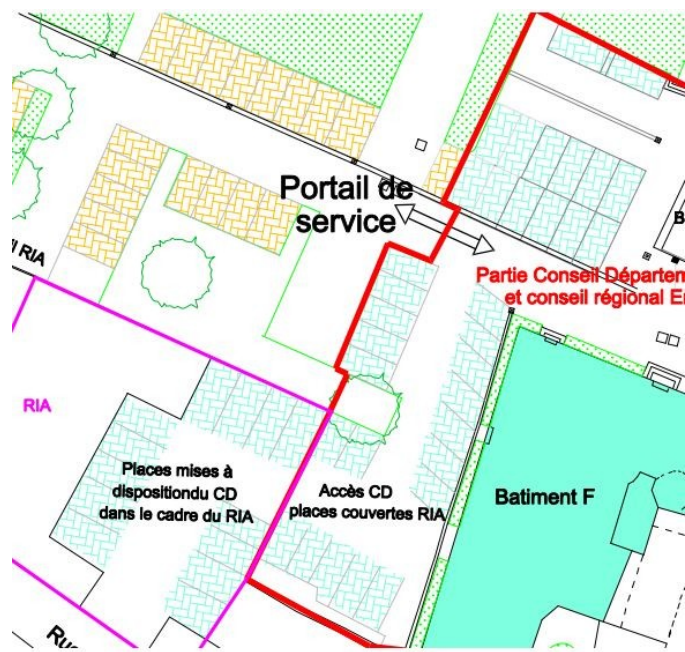 Portail de
service
B
Partie Conseil Départem
et conseil régional E
RIA
RIA
Places mises à
dispositiondu CD
dans le cadre du RIA
Accès CD
places couvertes RIA
Batiment F
Rue